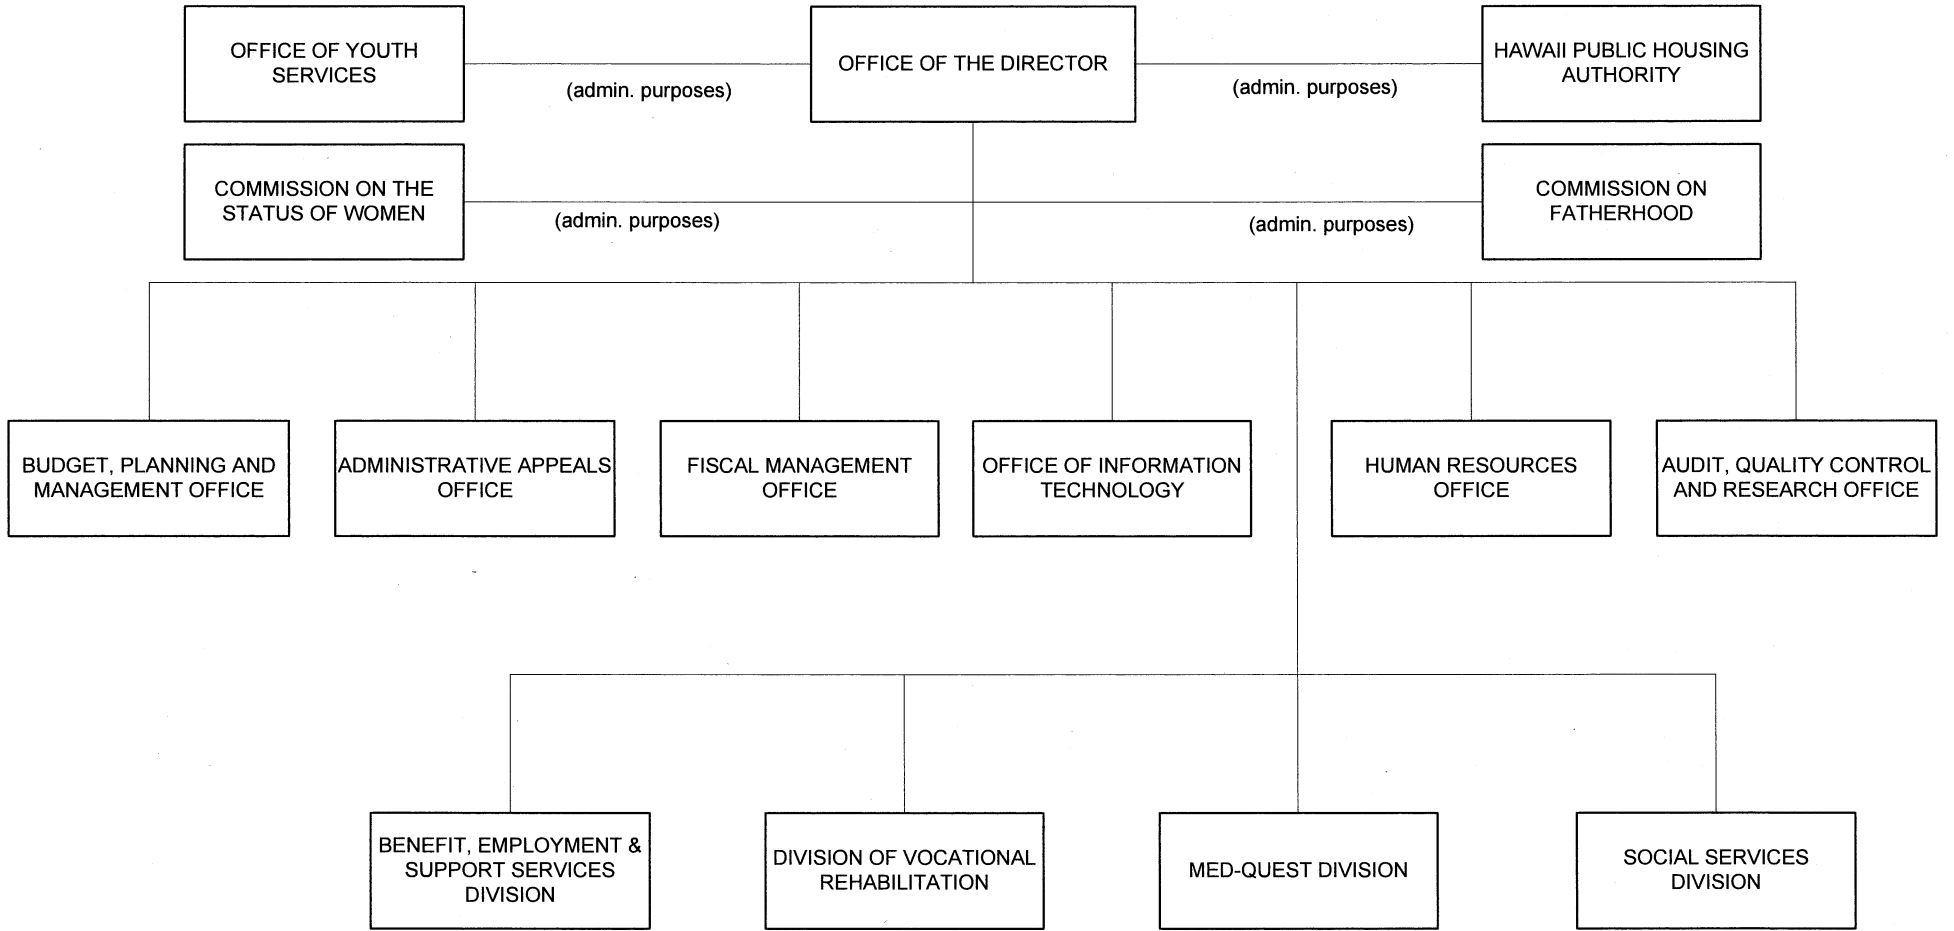 OFFICE OF YOUTH
SERVICES
(admin. purposes)
OFFICE OF THE DIRECTOR
(admin. purposes)
HAWAII PUBLIC HOUSING
AUTHORITY
COMMISSION ON THE
STATUS OF WOMEN
(admin. purposes)
(admin. purposes)
COMMISSION ON
FATHERHOOD
BUDGET, PLANNING AND
MANAGEMENT OFFICE
ADMINISTRATIVE APPEALS
OFFICE
FISCAL MANAGEMENT
OFFICE
OFFICE OF INFORMATION
TECHNOLOGY
HUMAN RESOURCES
OFFICE
AUDIT, QUALITY CONTROL
AND RESEARCH OFFICE
BENEFIT, EMPLOYMENT &
SUPPORT SERVICES
DIVISION
DIVISION OF VOCATIONAL
REHABILITATION
MED-QUEST DIVISION
SOCIAL SERVICES
DIVISION